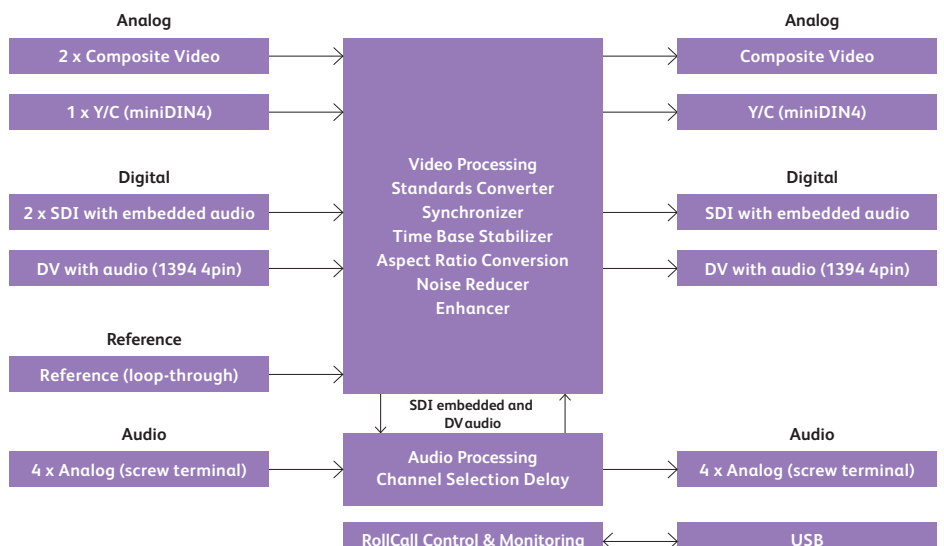 Analog
2 x Composite Video
1 x Y/C (miniDIN4)
Digital
2 x SDI with embedded audio
DV with audio (1394 4pin)
Reference
Reference (loop-through)
Audio
4 x Analog (screw terminal)
Video Processing
Standards Converter
Synchronizer
Time Base Stabilizer
Aspect Ratio Conversion
Noise Reducer
Enhancer
SDI embedded and
DV audio
Audio Processing
Channel Selection Delay
RollCall Control & Monitoring
Analog
Composite Video
Y/C (miniDIN4)
Digital
SDI with embedded audio
DV with audio (1394 4pin)
Audio
4 x Analog (screw terminal)
USB